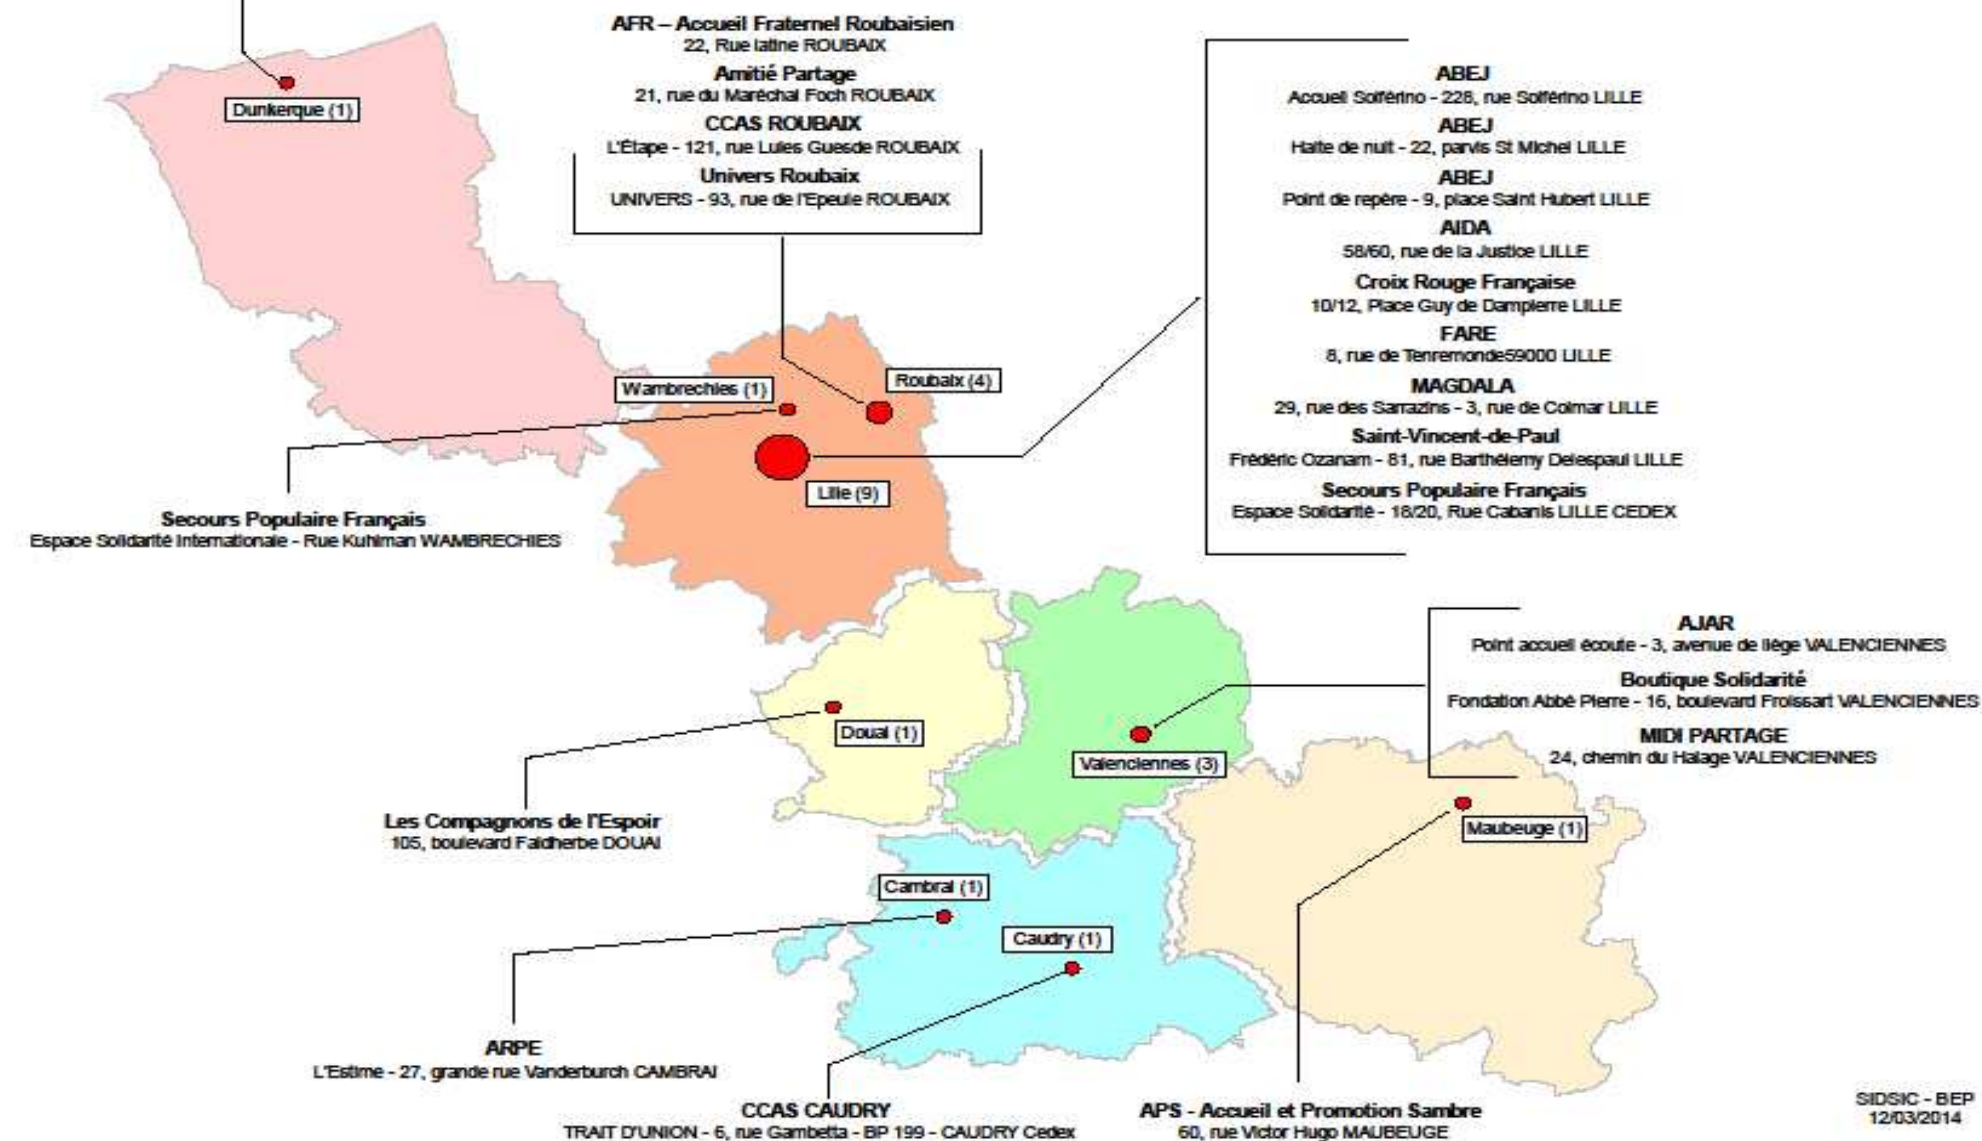 AFR – Accueil Fraternel Roubaisien
22, Rue latine ROUBAIX
Amitié Partage
21, rue du Maréchal Foch ROUBAIX
CCAS ROUBAIX
L'Étape - 121, rue Lules Guesde ROUBAIX
Univers Roubaix
UNIVERS - 93, rue de l'Epeule ROUBAIX
ABEJ
Accueil Solférino - 228, rue Solférino LILLE
ABEJ
Halte de nuit - 22, parvis St Michel LILLE
ABEJ
Point de repère - 9, place Saint Hubert LILLE
AIDA
58/60, rue de la Justice LILLE
Croix Rouge Française
10/12, Place Guy de Dampierre LILLE
FARE
8, rue de Tenremonde59000 LILLE
MAGDALA
29, rue des Sarrazins - 3, rue de Colmar LILLE
Saint-Vincent-de-Paul
Frédéric Ozanam - 81, rue Barthélemy Delespaul LILLE
Secours Populaire Français
Espace Solidarité - 18/20, Rue Cabanis LILLE CEDEX
Dunkerque (1)
Wambrechies (1)
Roubaix (4)
Lille (9)
Secours Populaire Français
Espace Solidarité Internationale - Rue Kuhlman WAMBRECHIES
AJAR
Point accueil écoute - 3, avenue de liège VALENCIENNES
Boutique Solidarité
Fondation Abbé Pierre - 16, boulevard Froissart VALENCIENNES
MIDI PARTAGE
24, chemin du Halage VALENCIENNES
Douai (1)
Valenciennes (3)
Les Compagnons de l'Espoir
105, boulevard Faidherbe DOUAI
Maubeuge (1)
Cambrai (1)
Caudry (1)
ARPE
L'Estime - 27, grande rue Vanderburch CAMBRAI
CCAS CAUDRY
TRAIT D'UNION - 6, rue Gambetta - BP 199 - CAUDRY Cedex
APS - Accueil et Promotion Sambre
60, rue Victor Hugo MAUBEUGE
SIDSIC - BEP
12/03/2014